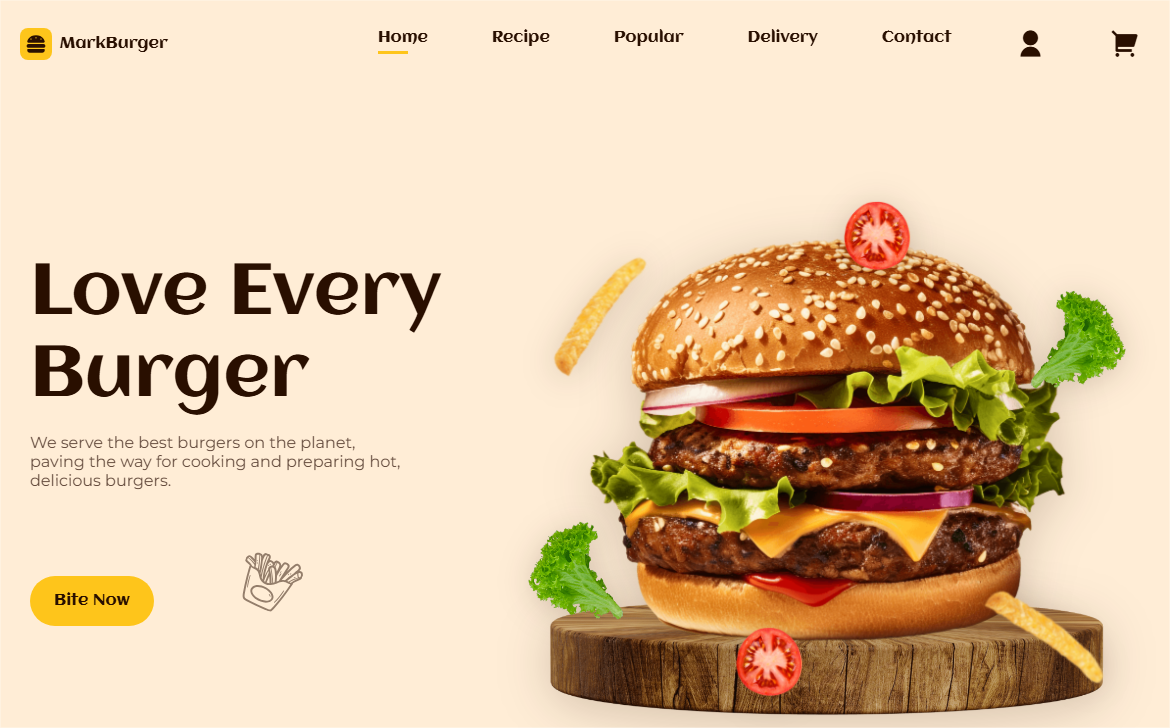 MarkBurger
Home Recipe Popular Delivery Contact
Love Every
Burger
We serve the best burgers on the planet,
paving the way for cooking and preparing hot,
delicious burgers.
Bite Now